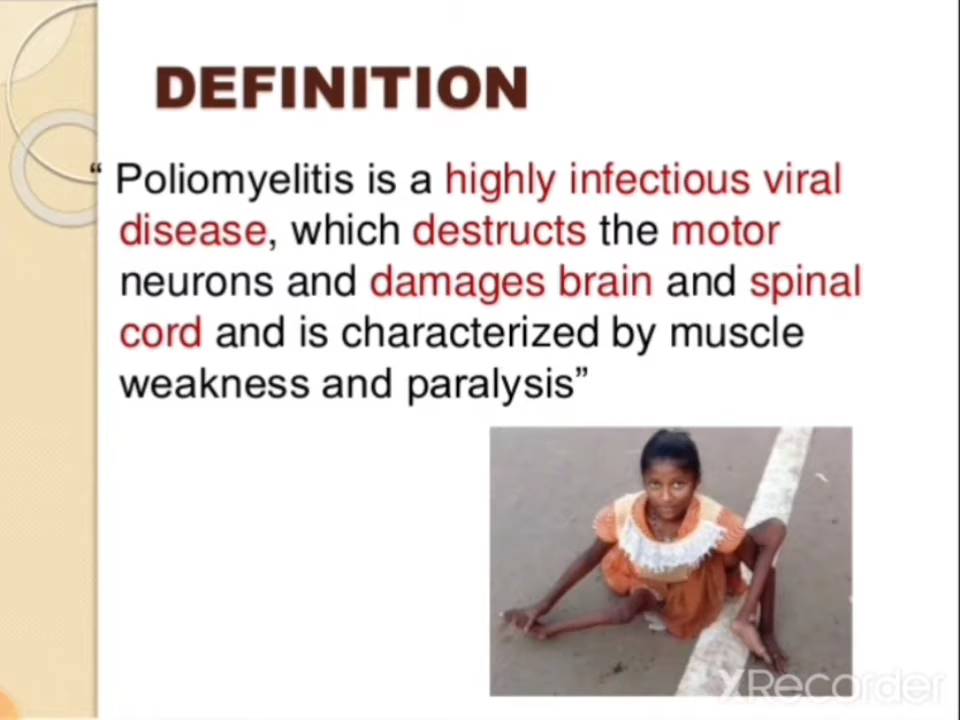 DEFINITION
“ Poliomyelitis is a highly infectious viral
disease, which destructs the motor
neurons and damages brain and spinal
cord and is characterized by muscle
weakness and paralysis”
XRecorder